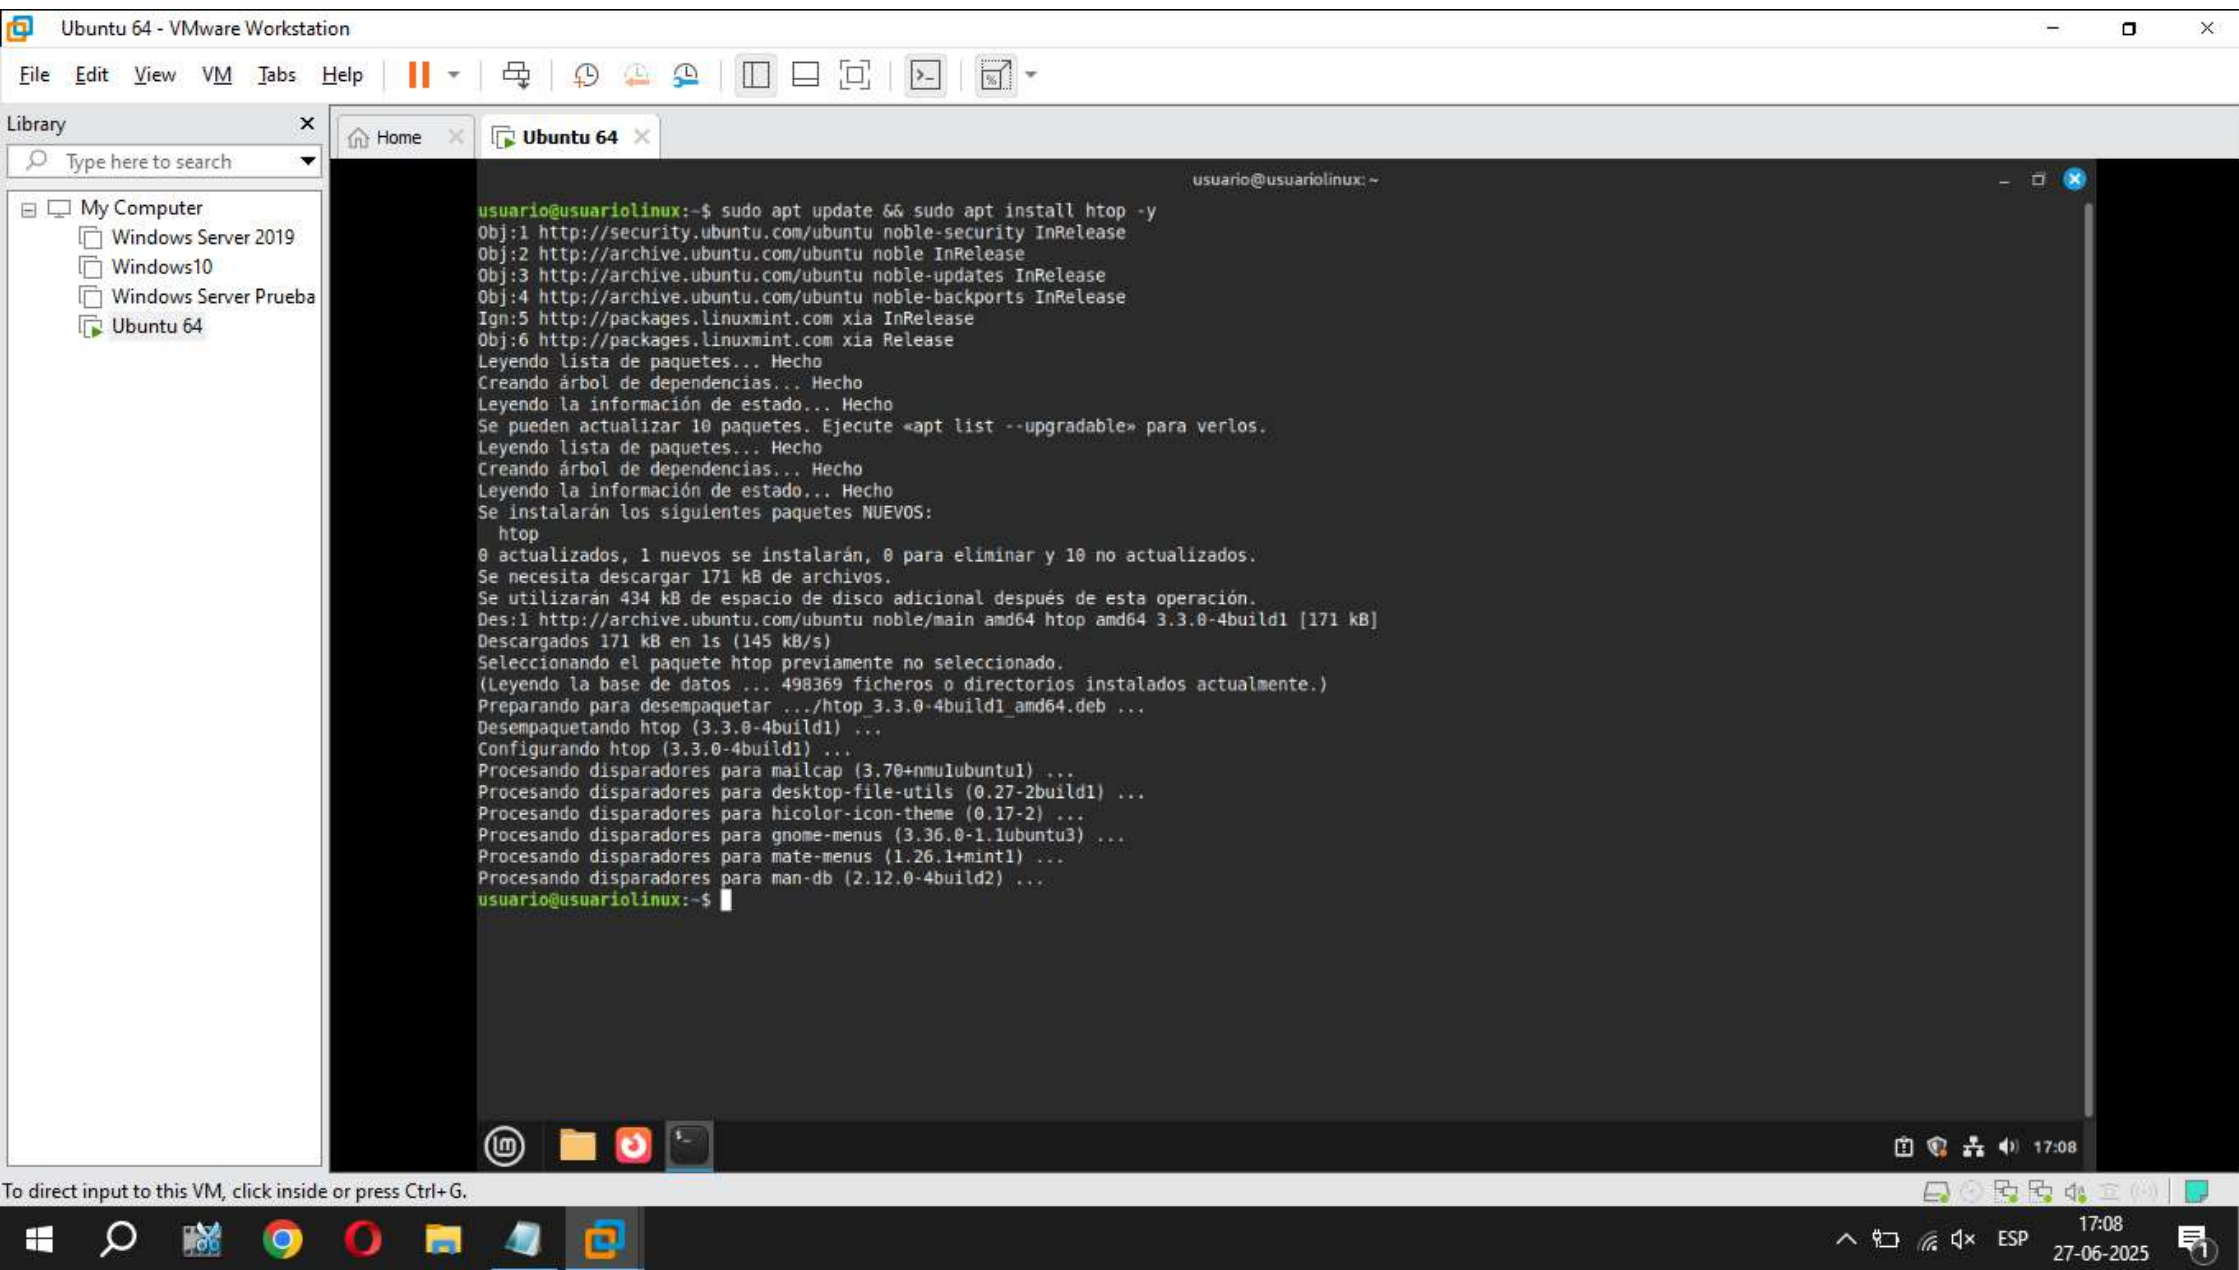 Ubuntu 64 - VMware Workstation
File Edit View VM Tabs Help
Library
Type here to search
My Computer
Windows Server 2019
Windows10
Windows Server Prueba
Ubuntu 64
Home
Ubuntu 64
usuario@usuariolinux: ~
usuario@usuariolinux:~$ sudo apt update && sudo apt install htop -y
Obj:1 http://security.ubuntu.com/ubuntu noble-security InRelease
Obj:2 http://archive.ubuntu.com/ubuntu noble InRelease
Obj:3 http://archive.ubuntu.com/ubuntu noble-updates InRelease
Obj:4 http://archive.ubuntu.com/ubuntu noble-backports InRelease
Ign:5 http://packages.linuxmint.com xia InRelease
Obj:6 http://packages.linuxmint.com xia Release
Leyendo lista de paquetes... Hecho
Creando árbol de dependencias... Hecho
Leyendo la información de estado... Hecho
Se pueden actualizar 10 paquetes. Ejecute «apt list --upgradable» para verlos.
Leyendo lista de paquetes... Hecho
Creando árbol de dependencias... Hecho
Leyendo la información de estado... Hecho
Se instalarán los siguientes paquetes NUEVOS:
htop
0 actualizados, 1 nuevos se instalarán, 0 para eliminar y 10 no actualizados.
Se necesita descargar 171 kB de archivos.
Se utilizarán 434 kB de espacio de disco adicional después de esta operación.
Des:1 http://archive.ubuntu.com/ubuntu noble/main amd64 htop amd64 3.3.0-4build1 [171 kB]
Descargados 171 kB en 1s (145 kB/s)
Seleccionando el paquete htop previamente no seleccionado.
(Leyendo la base de datos ... 498369 ficheros o directorios instalados actualmente.)
Preparando para desempaquetar .../htop_3.3.0-4build1_amd64.deb ...
Desempaquetando htop (3.3.0-4build1) ...
Configurando htop (3.3.0-4build1) ...
Procesando disparadores para mailcap (3.70+nmu1ubuntu1) ...
Procesando disparadores para desktop-file-utils (0.27-2build1) ...
Procesando disparadores para hicolor-icon-theme (0.17-2) ...
Procesando disparadores para gnome-menus (3.36.0-1.1ubuntu3) ...
Procesando disparadores para mate-menus (1.26.1+mint1) ...
Procesando disparadores para man-db (2.12.0-4build2) ...
usuario@usuariolinux:~$
17:08
To direct input to this VM, click inside or press Ctrl+G.
ESP
17:08
27-06-2025
1